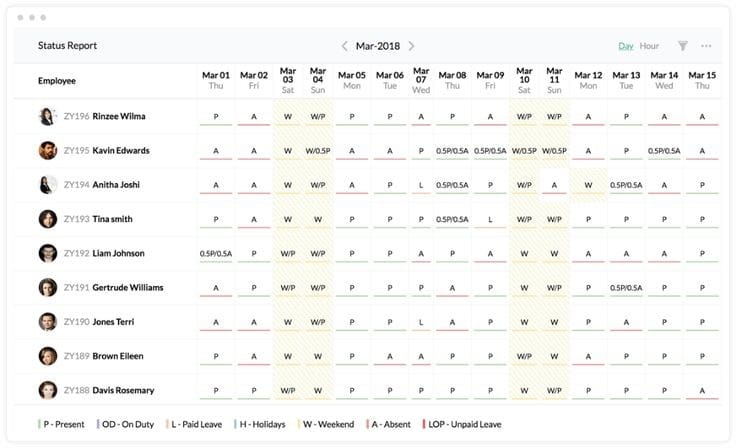 Status Report Mar-2018 Day Hour
Employee Mar 01 Thu Mar 02 Fri Mar 03 Sat Mar 04 Sun Mar 05 Mon Mar 06 Tue Mar 07 Wed Mar 08 Thu Mar 09 Fri Mar 10 Sat Mar 11 Sun Mar 12 Mon Mar 13 Tue Mar 14 Wed Mar 15 Thu
ZY196 Rinzee Wilma P A W W/P P P A P A W/P W/P A P A A
ZY195 Kavin Edwards A A W W/0.5P A A P 0.5P/0.5A 0.5P/0.5A W/0.5P W/0.5P A P 0.5P/0.5A A
ZY194 Anitha Joshi A A W W/P A P L 0.5P/0.5A P W/P A W 0.5P/0.5A A P
ZY193 Tina smith P A W W P P P 0.5P/0.5A L W/P W/P P P P P
ZY192 Liam Johnson 0.5P/0.5A P W/P W/P P P A P A W W A A A P
ZY191 Gertrude Williams A P W/P W/P P P P A P W W P 0.5P/0.5A P P
ZY190 Jones Terri A A W W/P P P L A P W W P A P P
ZY189 Brown Eileen P A W W P A A P P W/P W A P P P
ZY188 Davis Rosemary P P W/P W P P P P P W W/P P P P A
P - Present OD - On Duty L - Paid Leave H - Holidays W - Weekend A - Absent LOP - Unpaid Leave